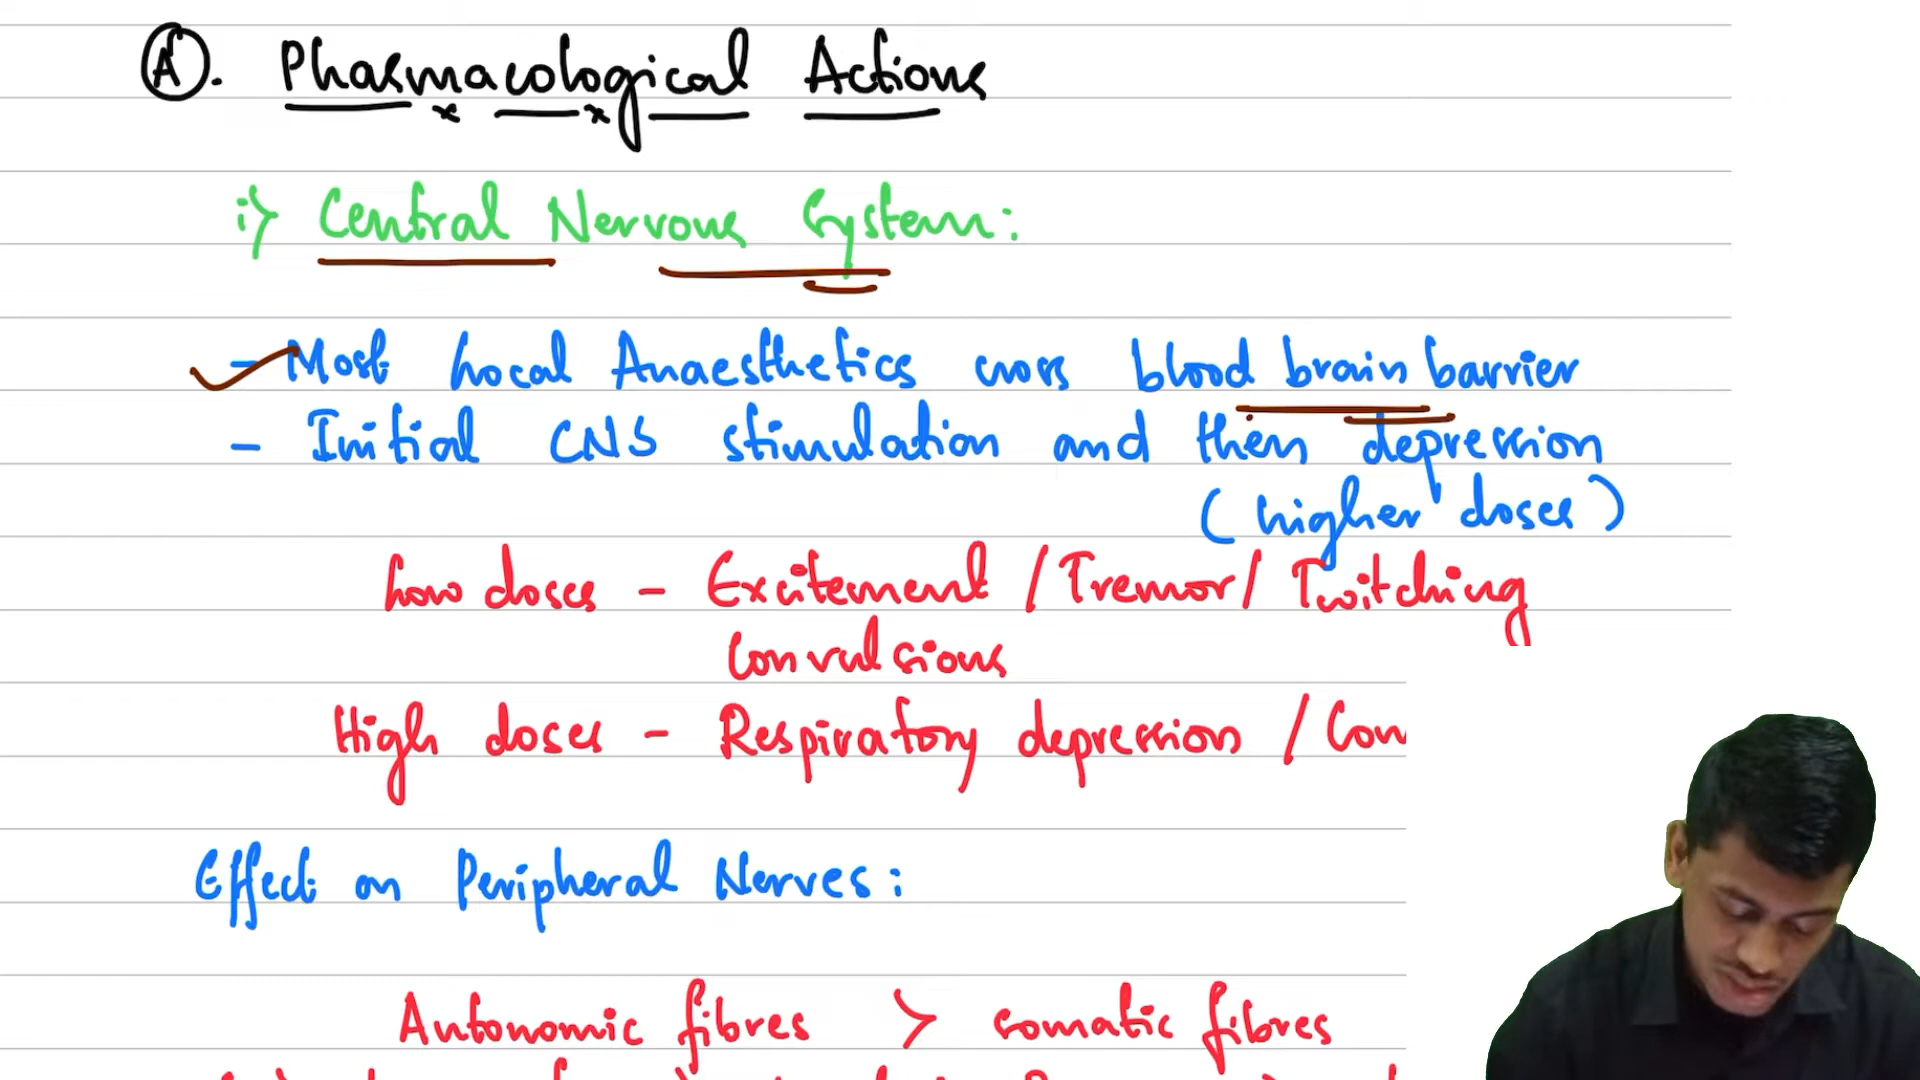 A. Pharmacological Actions
i) Central Nervous System:
- Most Local Anaesthetics cross blood brain barrier
- Initial CNS stimulation and then depression
(higher doses)
Low doses - Excitement / Tremor / Twitching
Convulsions
High doses - Respiratory depression /
Effect on Peripheral Nerves:
Autonomic fibres > somatic fibres